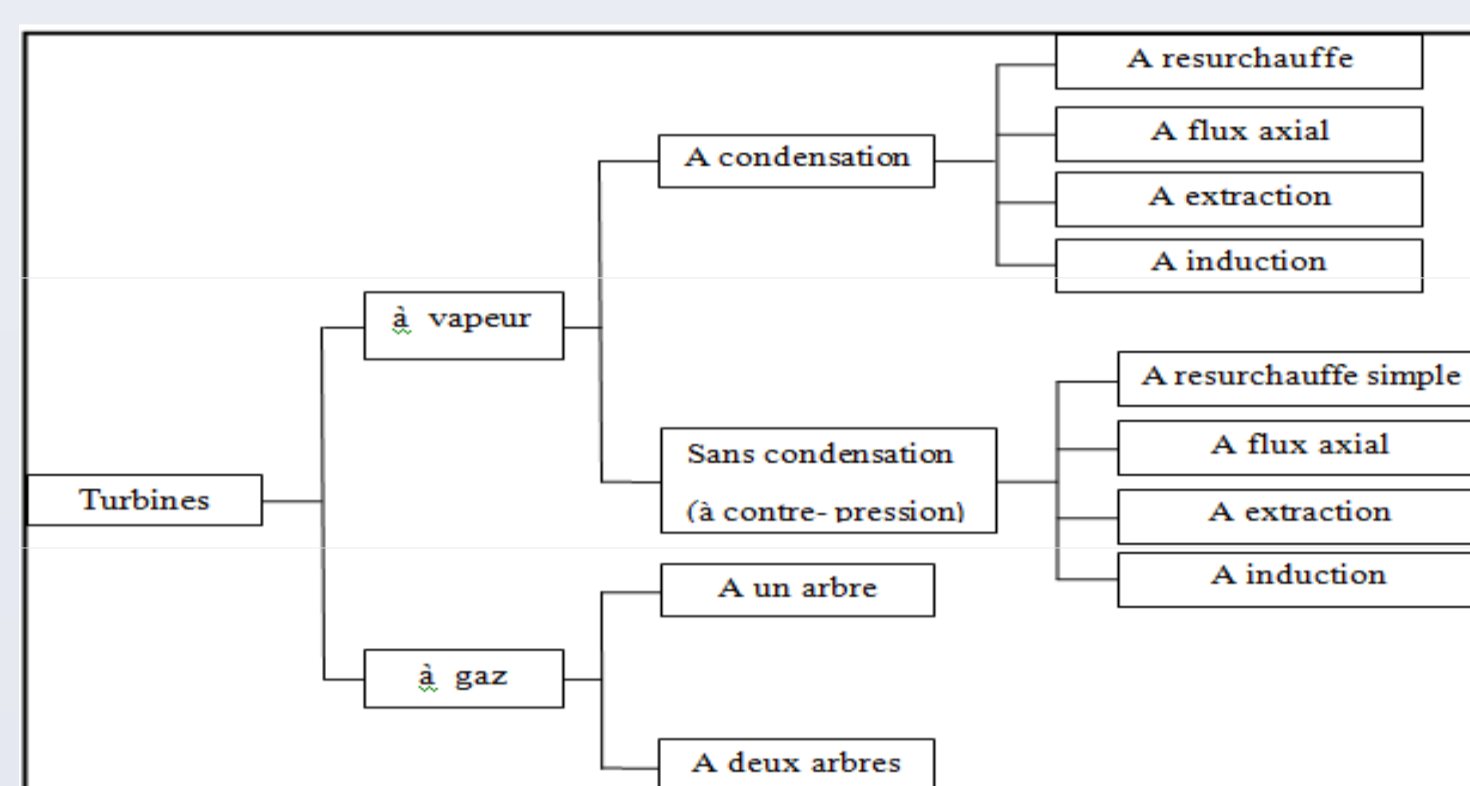 A resurchauffe
A flux axial
A condensation
A extraction
A induction
à vapeur
A resurchauffe simple
Sans condensation
A flux axial
Turbines
(à contre- pression)
A extraction
A un arbre
A induction
à gaz
A deux arbres